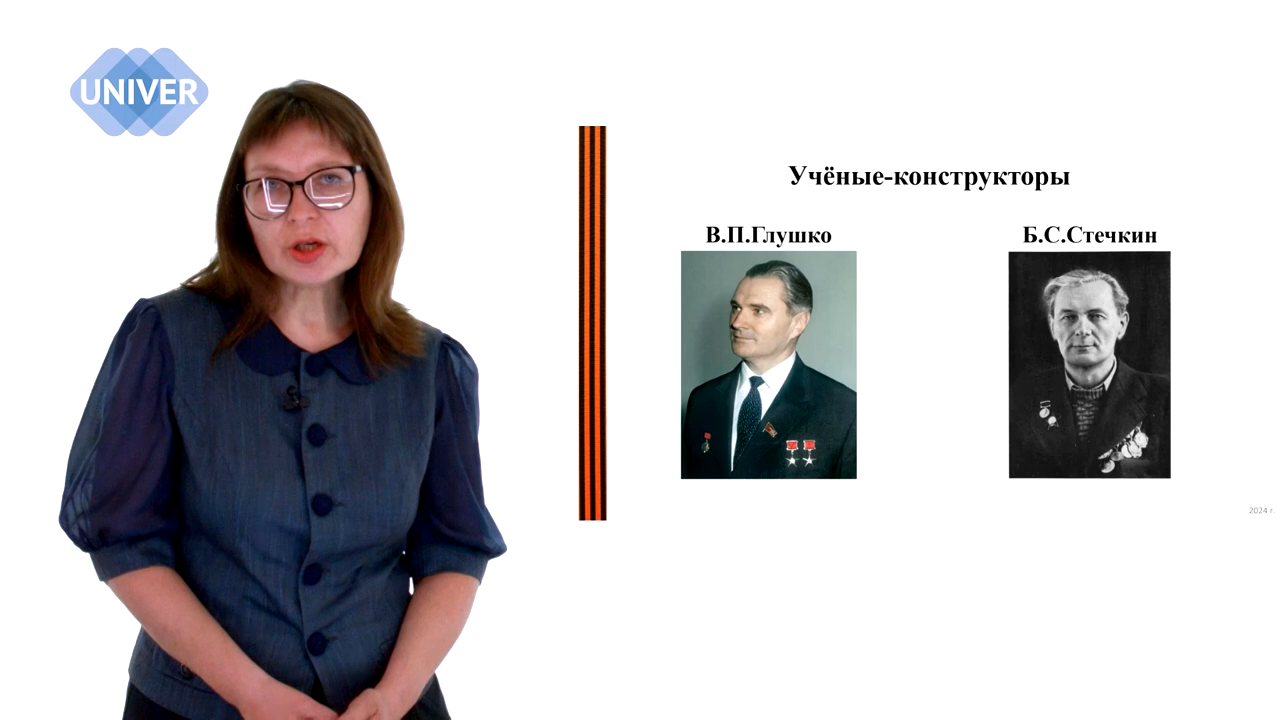 UNIVER
Учёные-конструкторы
В.П.Глушко
Б.С.Стечкин
2024 г.